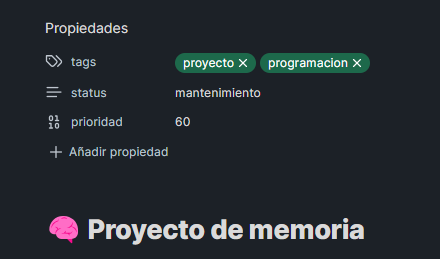 Propiedades
tags proyecto programacion
status mantenimiento
prioridad 60
Añadir propiedad
🧠 Proyecto de memoria